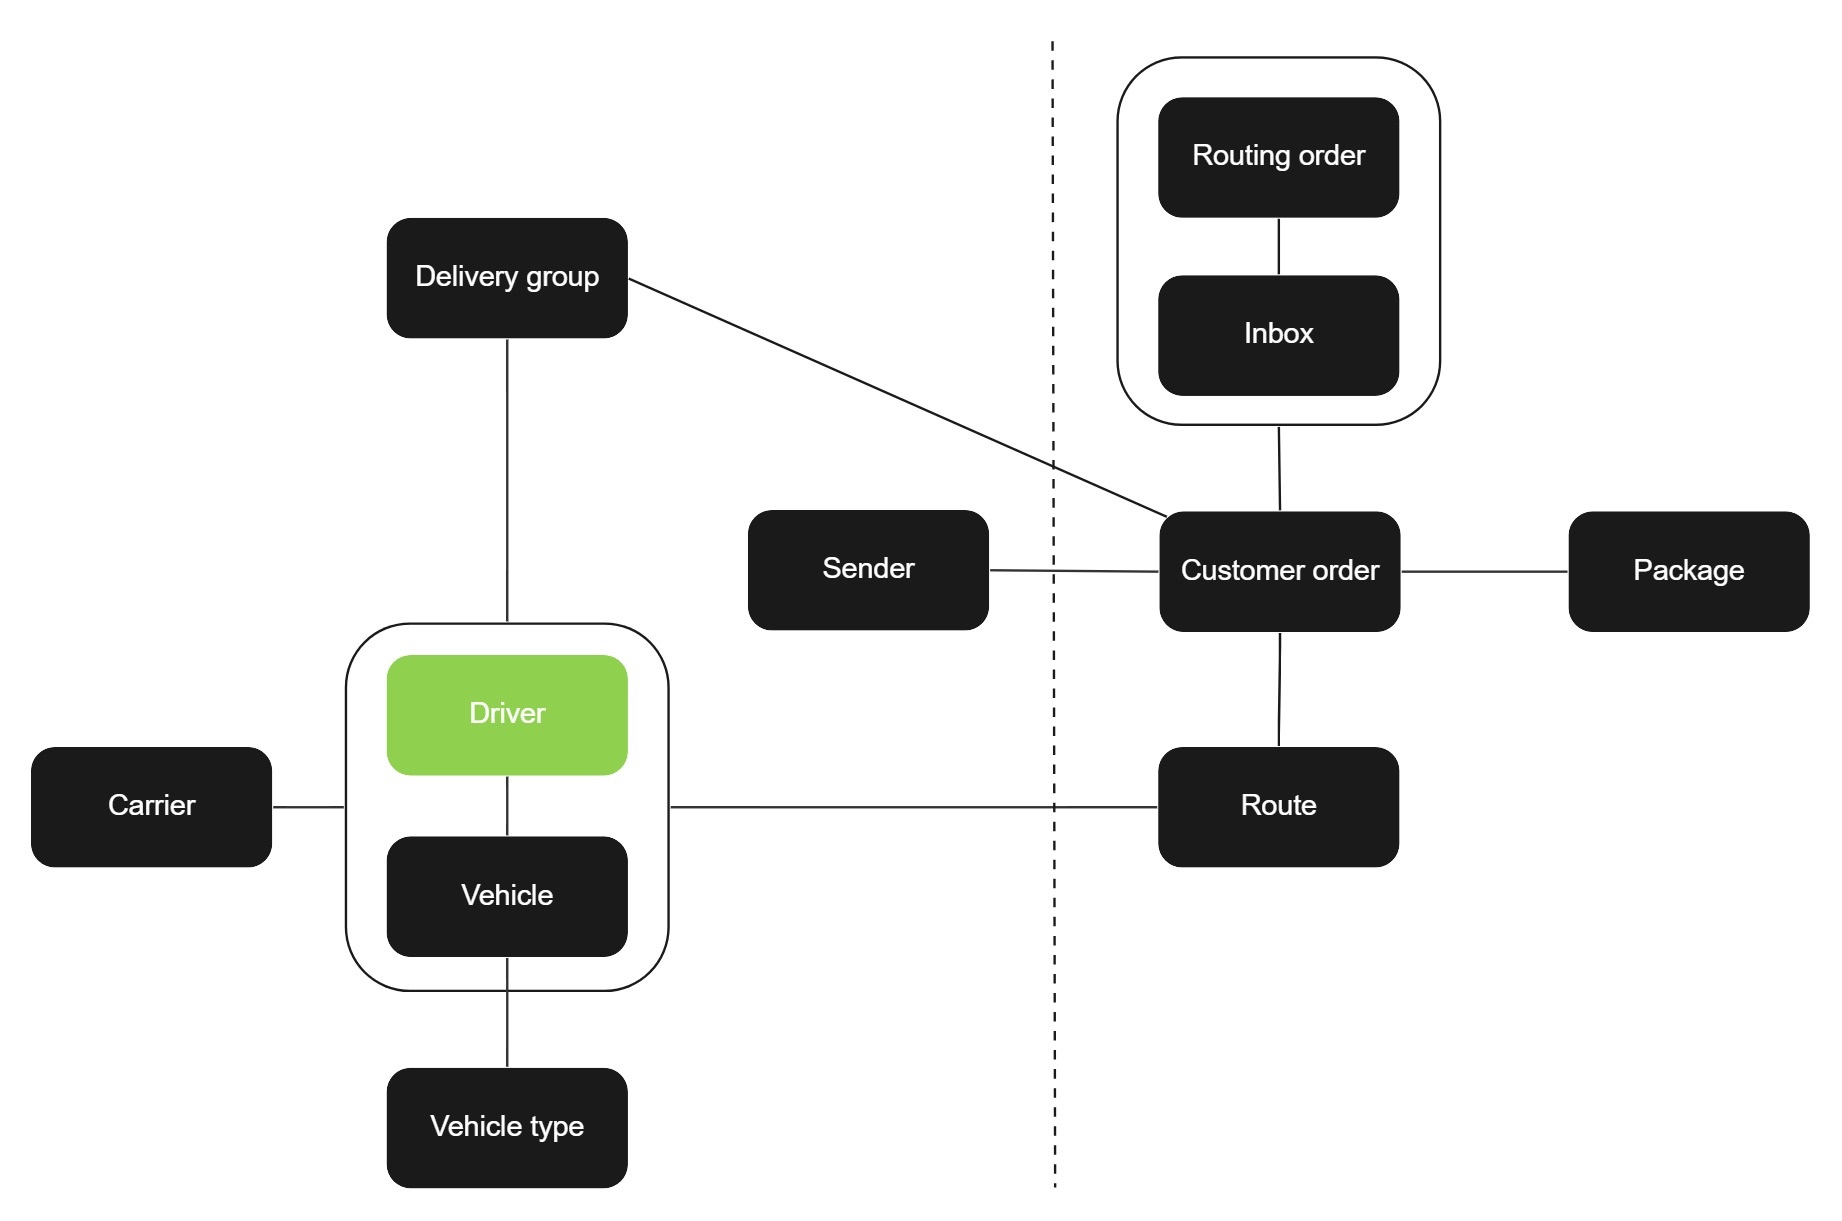 Routing order
Delivery group
Inbox
Sender
Customer order
Package
Driver
Carrier
Route
Vehicle
Vehicle type